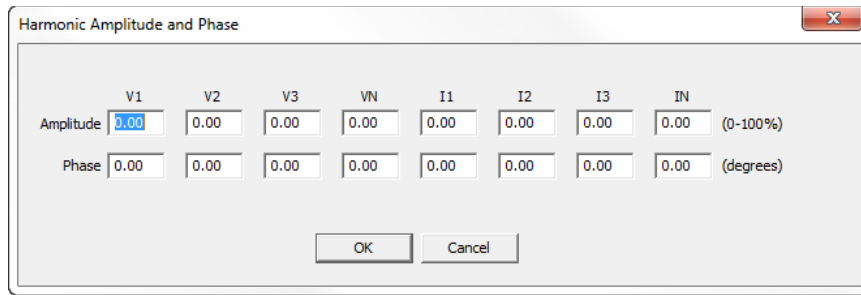 Harmonic Amplitude and Phase
V1 V2 V3 VN I1 I2 I3 IN
Amplitude 0.00 0.00 0.00 0.00 0.00 0.00 0.00 0.00 (0-100%)
Phase 0.00 0.00 0.00 0.00 0.00 0.00 0.00 0.00 (degrees)
OK Cancel